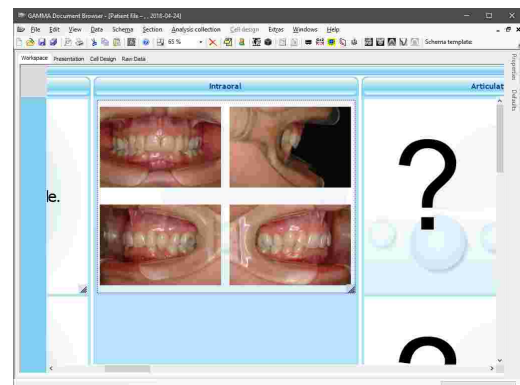 GAMMA Document Browser - [Patient file - , , 2018-04-24]
File Edit View Data Schema Section Analysis collection Cell design Extras Windows Help
65 % Schema template:
Workspace Presentation Cell Design Raw Data
Properties
Defaults
Intraoral
Articulat
le.
?